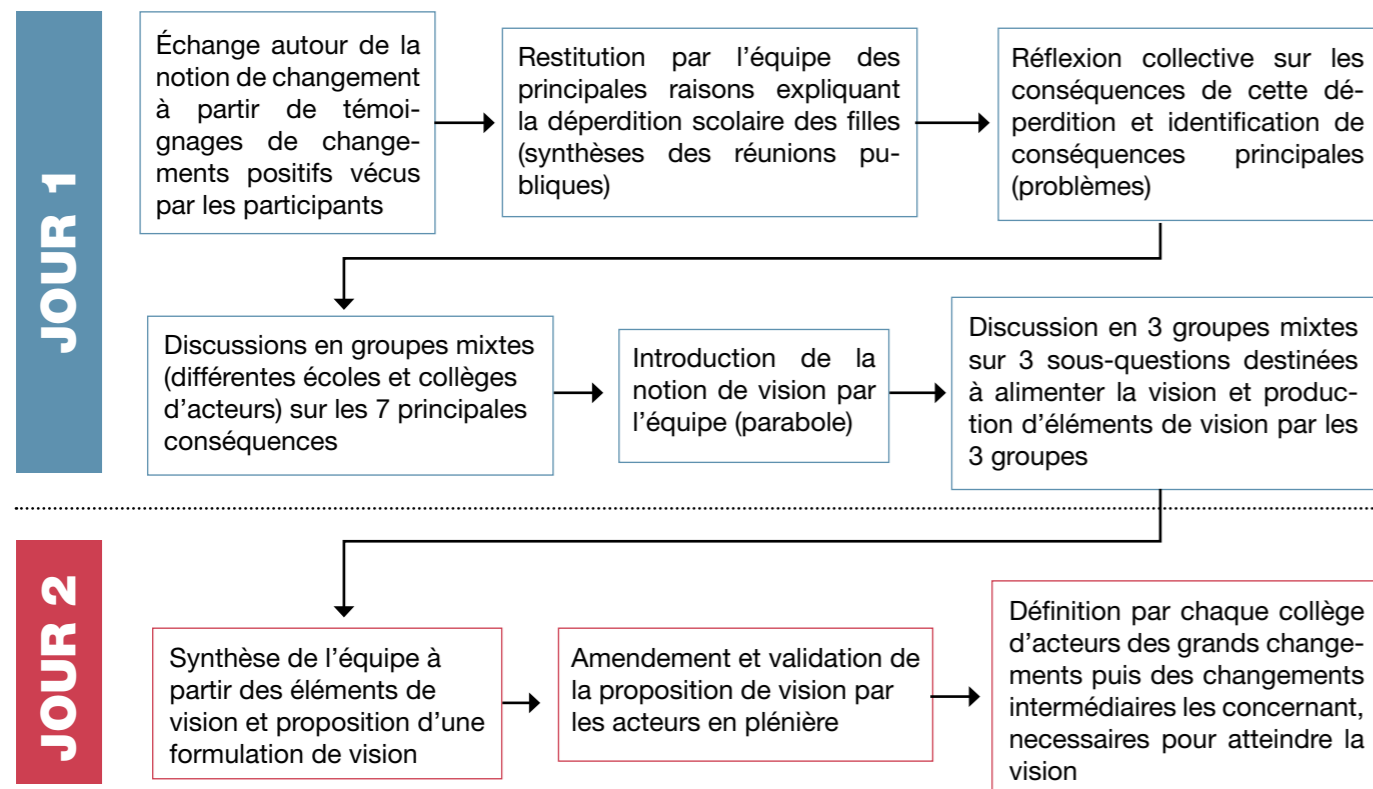 JOUR 1
Échange autour de la
notion de changement
à partir de témoi-
gnages de change-
ments positifs vécus
par les participants
Restitution par l'équipe des
principales raisons expliquant
la déperdition scolaire des filles
(synthèses des réunions pu-
bliques)
Réflexion collective sur les
conséquences de cette dé-
perdition et identification de
conséquences principales
(problèmes)
Discussions en groupes mixtes
(différentes écoles et collèges
d'acteurs) sur les 7 principales
conséquences
Introduction de la
notion de vision par
l'équipe (parabole)
Discussion en 3 groupes mixtes
sur 3 sous-questions destinées
à alimenter la vision et produc-
tion d'éléments de vision par les
3 groupes
JOUR 2
Synthèse de l'équipe à
partir des éléments de
vision et proposition d'une
formulation de vision
Amendement et validation de
la proposition de vision par
les acteurs en plénière
Définition par chaque collège
d'acteurs des grands change-
ments puis des changements
intermédiaires les concernant,
necessaires pour atteindre la
vision